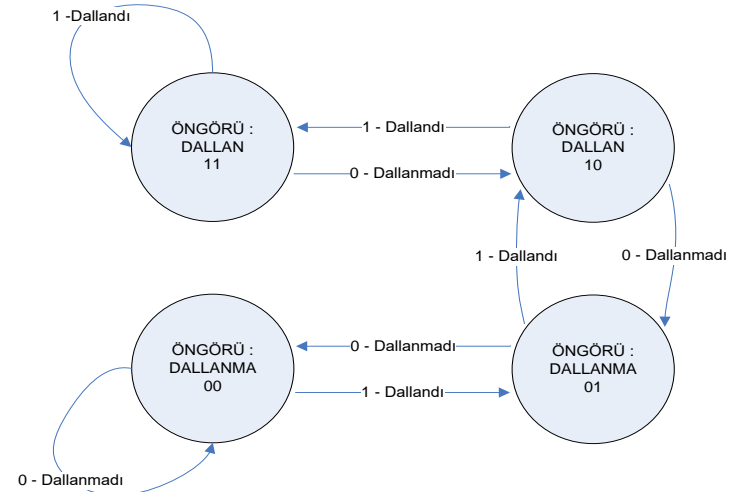 1 -Dallandı
ÖNGÖRÜ :
DALLAN
11
1 - Dallandı
0 - Dallanmadı
ÖNGÖRÜ :
DALLAN
10
1 - Dallandı
0 - Dallanmadı
ÖNGÖRÜ :
DALLANMA
00
0 - Dallanmadı
1 - Dallandı
ÖNGÖRÜ :
DALLANMA
01
0 - Dallanmadı